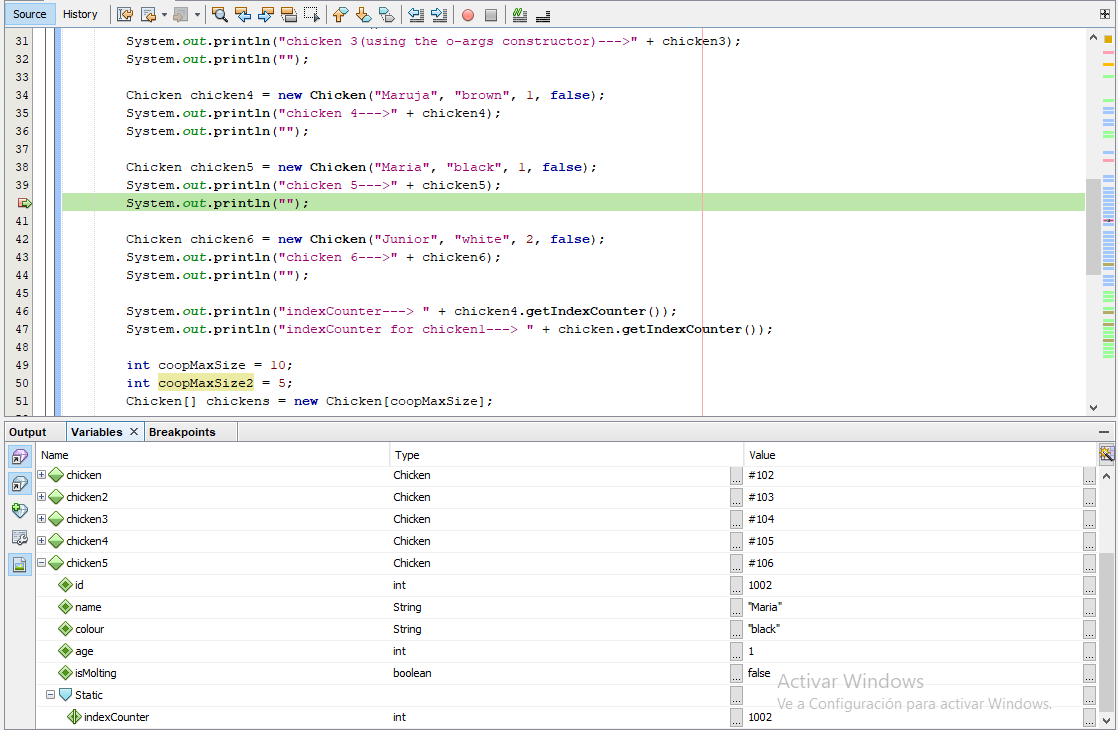 Source History
31 System.out.println("chicken 3(using the o-args constructor)--->" + chicken3);
32 System.out.println("");
33
34 Chicken chicken4 = new Chicken("Maruja", "brown", 1, false);
35 System.out.println("chicken 4--->" + chicken4);
36 System.out.println("");
37
38 Chicken chicken5 = new Chicken("Maria", "black", 1, false);
39 System.out.println("chicken 5--->" + chicken5);
System.out.println("");
41
42 Chicken chicken6 = new Chicken("Junior", "white", 2, false);
43 System.out.println("chicken 6--->" + chicken6);
44 System.out.println("");
45
46 System.out.println("indexCounter---> " + chicken4.getIndexCounter());
47 System.out.println("indexCounter for chicken1---> " + chicken.getIndexCounter());
48
49 int coopMaxSize = 10;
50 int coopMaxSize2 = 5;
51 Chicken[] chickens = new Chicken[coopMaxSize];
Output Variables Breakpoints
Name Type Value
chicken Chicken ... #102 ...
chicken2 Chicken ... #103 ...
chicken3 Chicken ... #104 ...
chicken4 Chicken ... #105 ...
chicken5 Chicken ... #106 ...
id int ... 1002 ...
name String ... "Maria" ...
colour String ... "black" ...
age int ... 1 ...
isMolting boolean ... false ...
Static ... ...
indexCounter int ... 1002 ...
Activar Windows
Ve a Configuración para activar Windows.